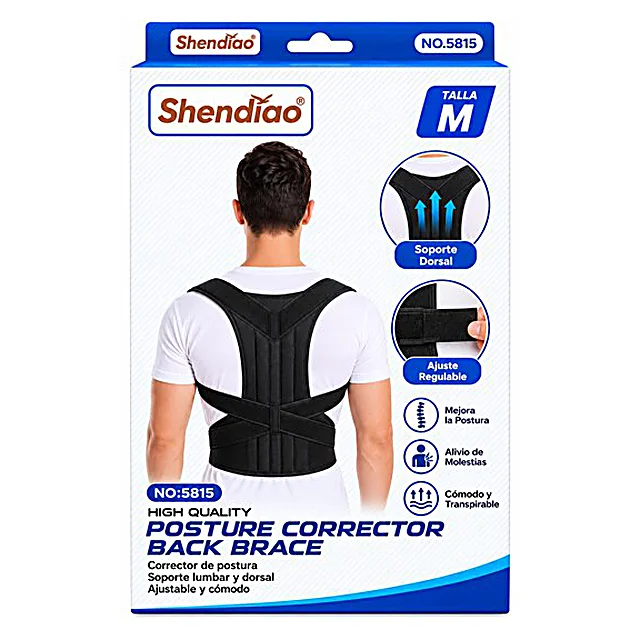 Shendiao®
NO.5815
Shendiao®
TALLA
M
Soporte
Dorsal
Ajuste
Regulable
Mejora
la Postura
Alivio de
Molestias
Cómodo y
Transpirable
NO:5815
HIGH QUALITY
POSTURE CORRECTOR
BACK BRACE
Corrector de postura
Soporte lumbar y dorsal
Ajustable y cómodo